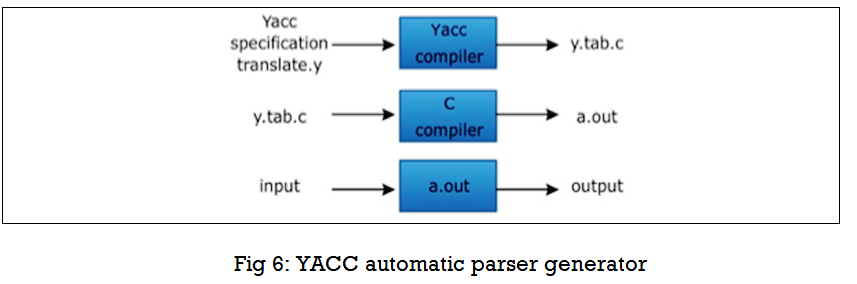 Yacc
specification
translate.y
Yacc
compiler
y.tab.c
y.tab.c
C
compiler
a.out
input
a.out
output
Fig 6: YACC automatic parser generator